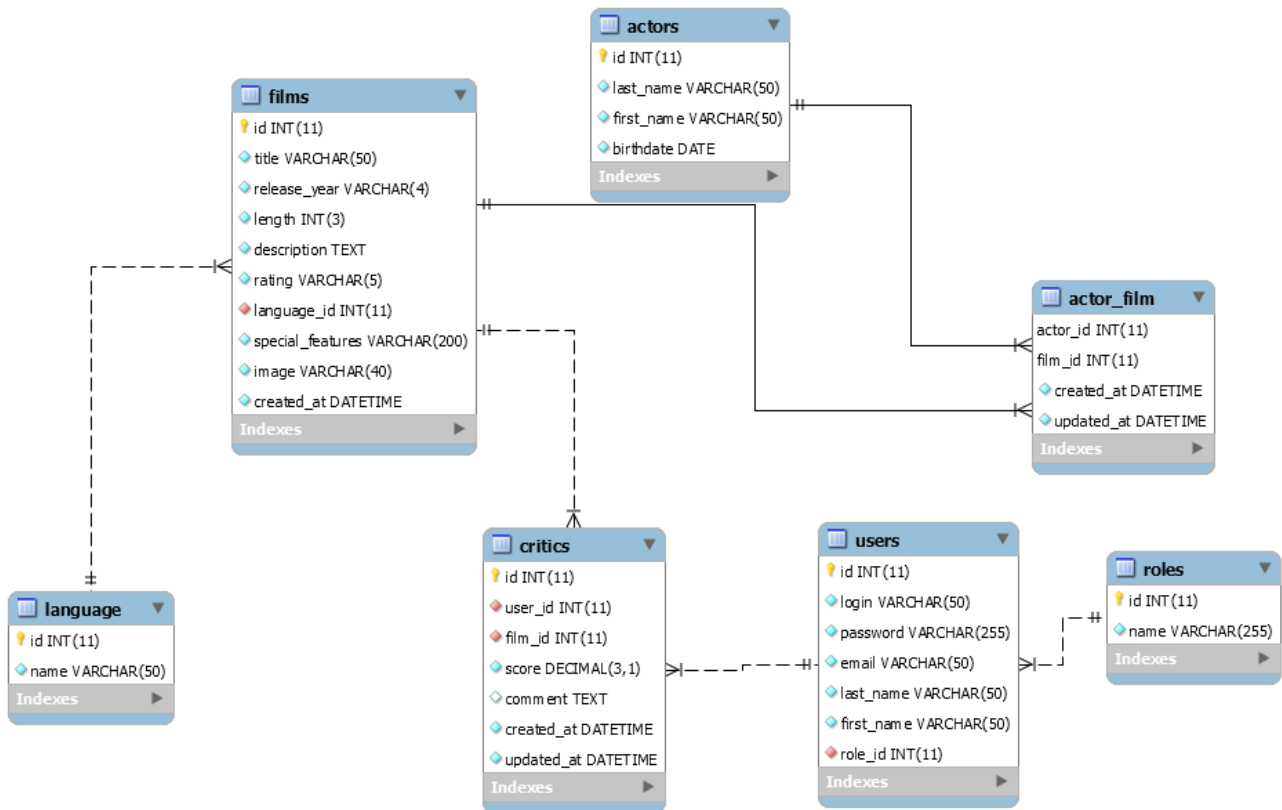 actors
id INT(11)
last_name VARCHAR(50)
first_name VARCHAR(50)
birthdate DATE
Indexes
films
id INT(11)
title VARCHAR(50)
release_year VARCHAR(4)
length INT(3)
description TEXT
rating VARCHAR(5)
language_id INT(11)
special_features VARCHAR(200)
image VARCHAR(40)
created_at DATETIME
Indexes
actor_film
actor_id INT(11)
film_id INT(11)
created_at DATETIME
updated_at DATETIME
Indexes
language
id INT(11)
name VARCHAR(50)
Indexes
critics
id INT(11)
user_id INT(11)
film_id INT(11)
score DECIMAL(3,1)
comment TEXT
created_at DATETIME
updated_at DATETIME
Indexes
users
id INT(11)
login VARCHAR(50)
password VARCHAR(255)
email VARCHAR(50)
last_name VARCHAR(50)
first_name VARCHAR(50)
role_id INT(11)
Indexes
roles
id INT(11)
name VARCHAR(255)
Indexes